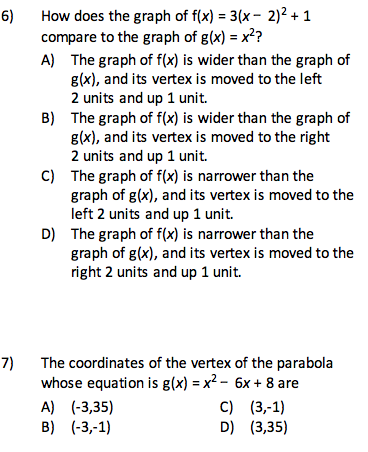 6) How does the graph of f(x) = 3(x – 2)² + 1
compare to the graph of g(x) = x²?
A) The graph of f(x) is wider than the graph of
g(x), and its vertex is moved to the left
2 units and up 1 unit.
B) The graph of f(x) is wider than the graph of
g(x), and its vertex is moved to the right
2 units and up 1 unit.
C) The graph of f(x) is narrower than the
graph of g(x), and its vertex is moved to the
left 2 units and up 1 unit.
D) The graph of f(x) is narrower than the
graph of g(x), and its vertex is moved to the
right 2 units and up 1 unit.
7) The coordinates of the vertex of the parabola
whose equation is g(x) = x² – 6x + 8 are
A) (-3,35) C) (3,-1)
B) (-3,-1) D) (3,35)